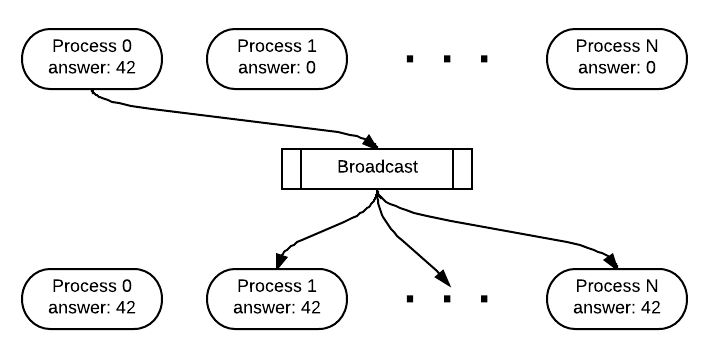 Process 0
answer: 42
Process 1
answer: 0
. . .
Process N
answer: 0
Broadcast
Process 0
answer: 42
Process 1
answer: 42
. . .
Process N
answer: 42